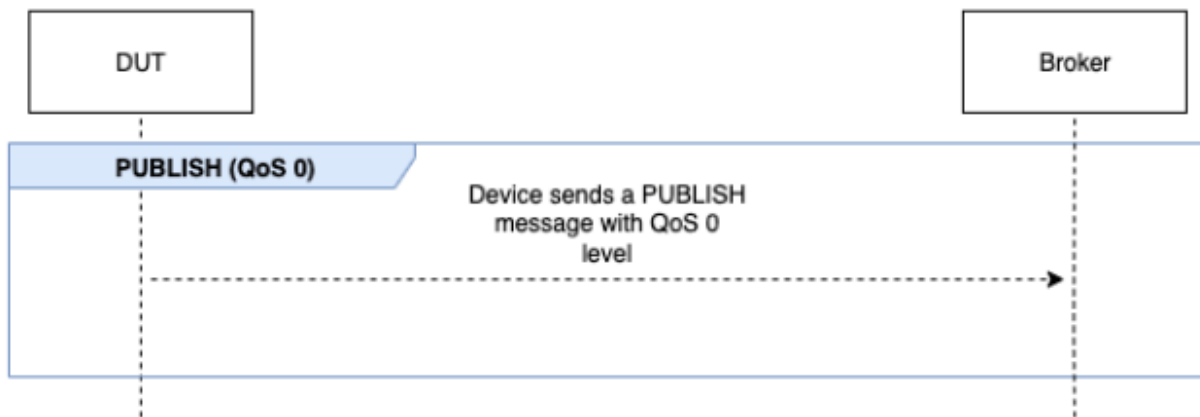 DUT
Broker
PUBLISH (QoS 0)
Device sends a PUBLISH
message with QoS 0
level